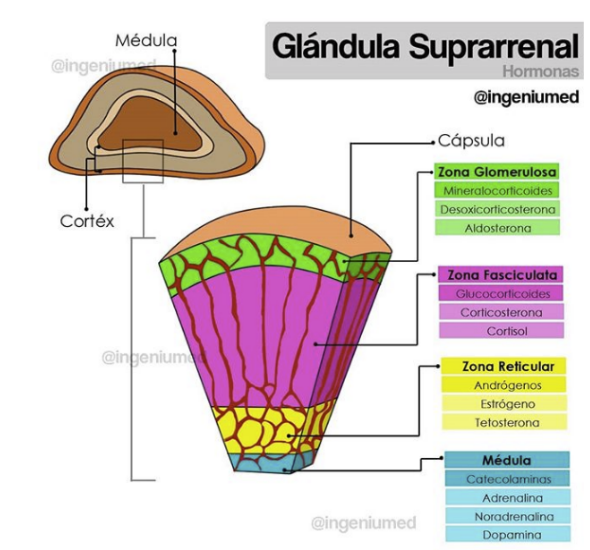 Glándula Suprarrenal
Hormonas
@ingeniumed
Médula
@ingeniumed
Cortéx
Cápsula
Zona Glomerulosa
Mineralocorticoides
Desoxicorticosterona
Aldosterona
Zona Fasciculata
Glucocorticoides
Corticosterona
Cortisol
@ingeniumed
Zona Reticular
Andrógenos
Estrógeno
Tetosterona
Médula
Catecolaminas
Adrenalina
Noradrenalina
Dopamina
@ingeniumed